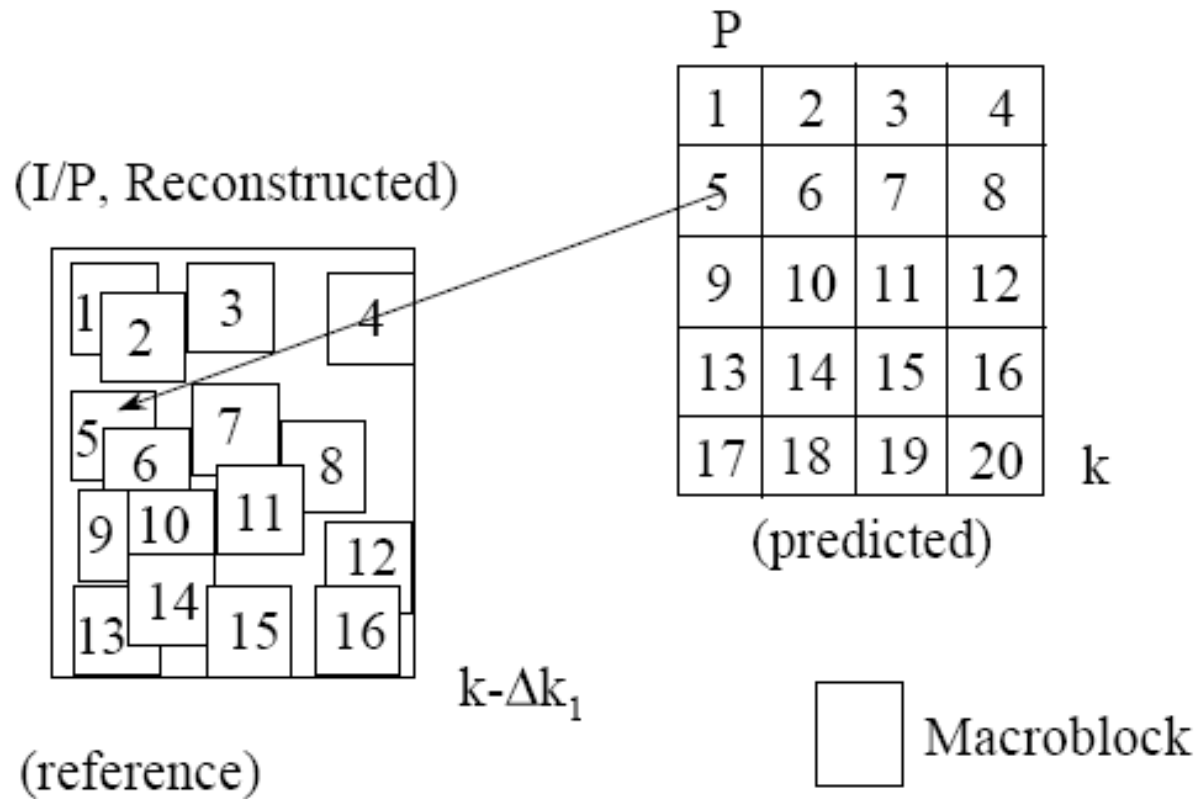 P
1 2 3 4
5 6 7 8
9 10 11 12
13 14 15 16
17 18 19 20
k
(predicted)
(I/P, Reconstructed)
1 2 3 4
5 6 7 8
9 10 11 12
13 14 15 16
k-Δk₁
(reference)
Macroblock